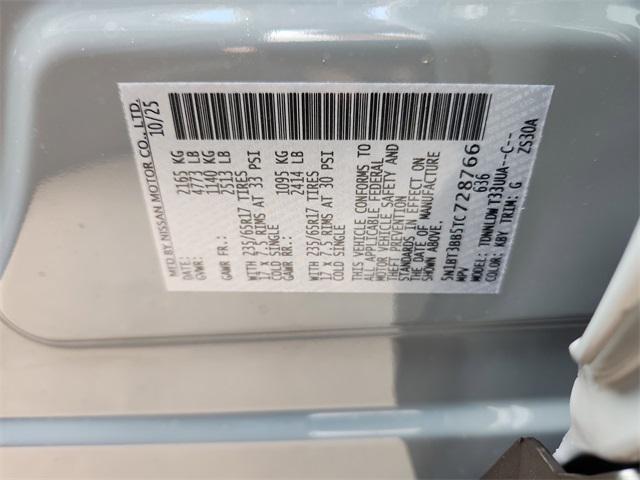 MFD BY NISSAN MOTOR CO., LTD.
DATE: 10/25
GVWR: 2165 KG
4773 LB
GAWR FR.: 1140 KG
2513 LB
WITH 235/65R17 TIRES
17 X 7.5 RIMS AT 33 PSI
COLD SINGLE
GAWR RR.: 1095 KG
2414 LB
WITH 235/65R17 TIRES
17 X 7.5 RIMS AT 30 PSI
COLD SINGLE
THIS VEHICLE CONFORMS TO
ALL APPLICABLE FEDERAL
MOTOR VEHICLE SAFETY AND
THEFT PREVENTION
STANDARDS IN EFFECT ON
THE DATE OF MANUFACTURE
SHOWN ABOVE.
5N1BT3BB5TC728766
MPV 636
MODEL:
COLOR: KBY TRIM: G ZS30A